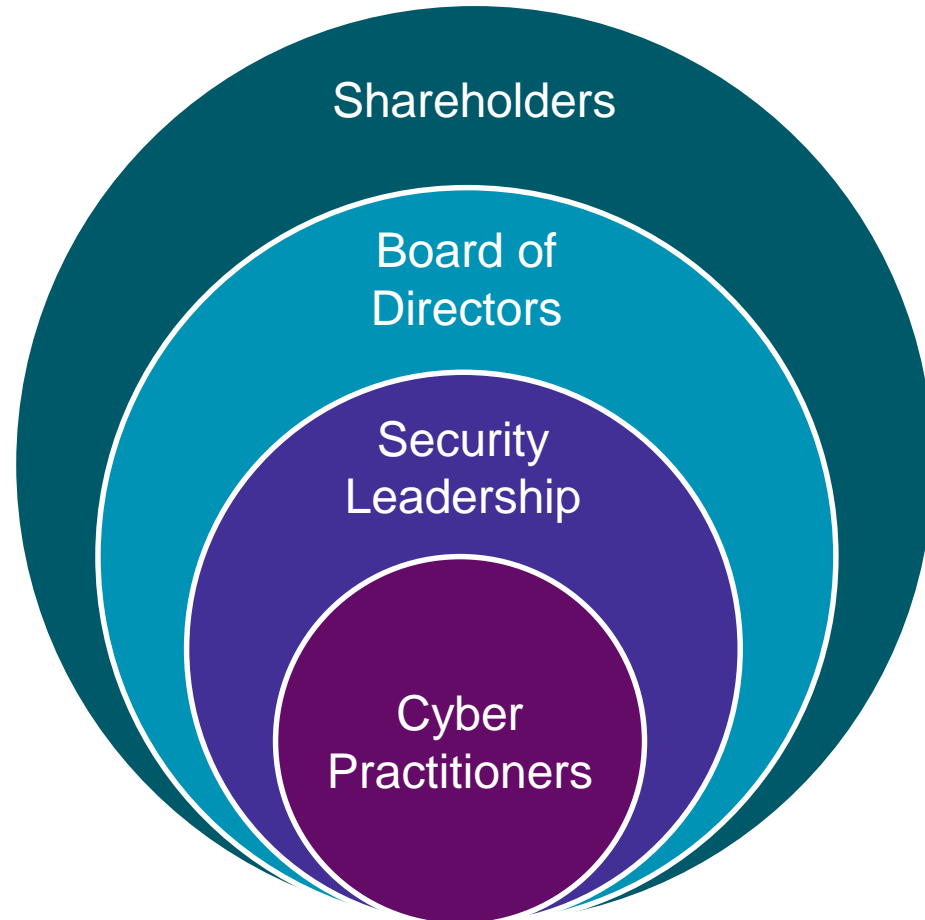 Shareholders
Board of
Directors
Security
Leadership
Cyber
Practitioners